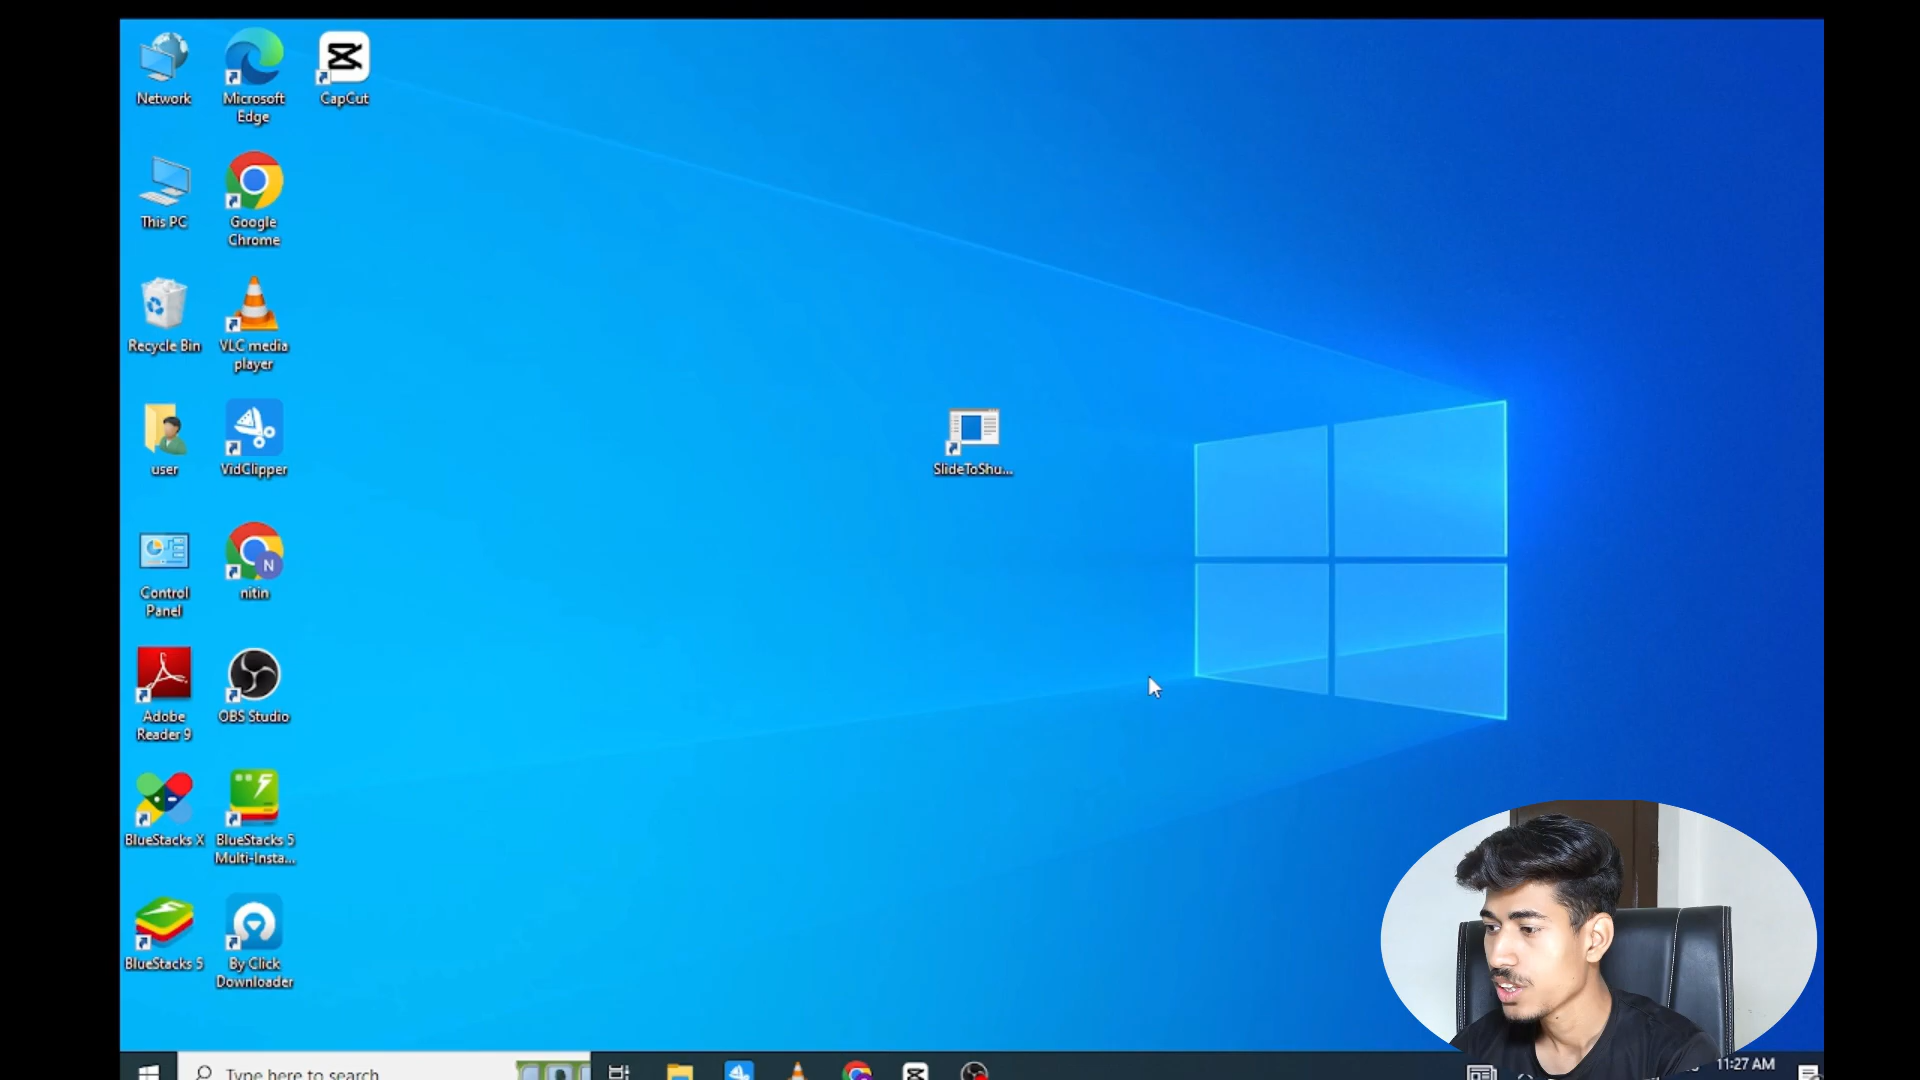 Network
Microsoft
Edge
CapCut
This PC
Google
Chrome
Recycle Bin
VLC media
player
user
VidClipper
SlideToShu...
Control
Panel
N
nitin
Adobe
Reader 9
OBS Studio
BlueStacks X
BlueStacks 5
Multi-Insta...
BlueStacks 5
By Click
Downloader
Type here to search
11:27 AM